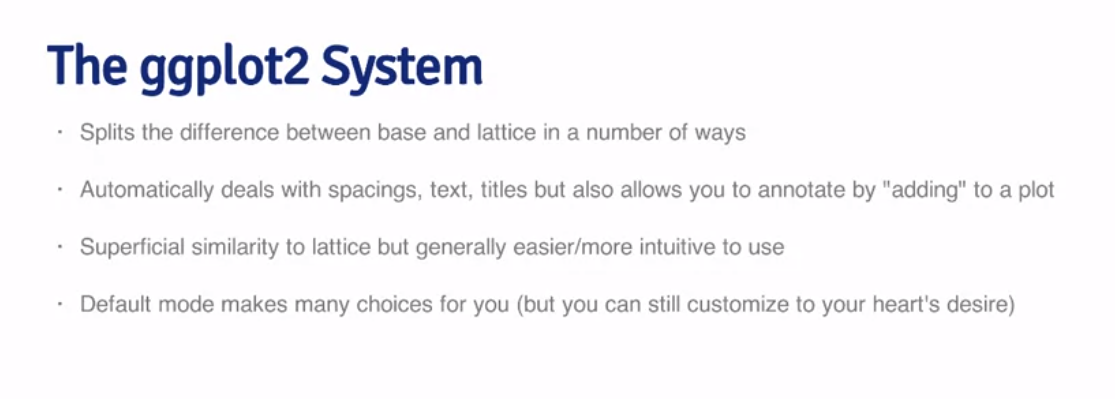 The ggplot2 System
· Splits the difference between base and lattice in a number of ways
· Automatically deals with spacings, text, titles but also allows you to annotate by "adding" to a plot
· Superficial similarity to lattice but generally easier/more intuitive to use
· Default mode makes many choices for you (but you can still customize to your heart's desire)